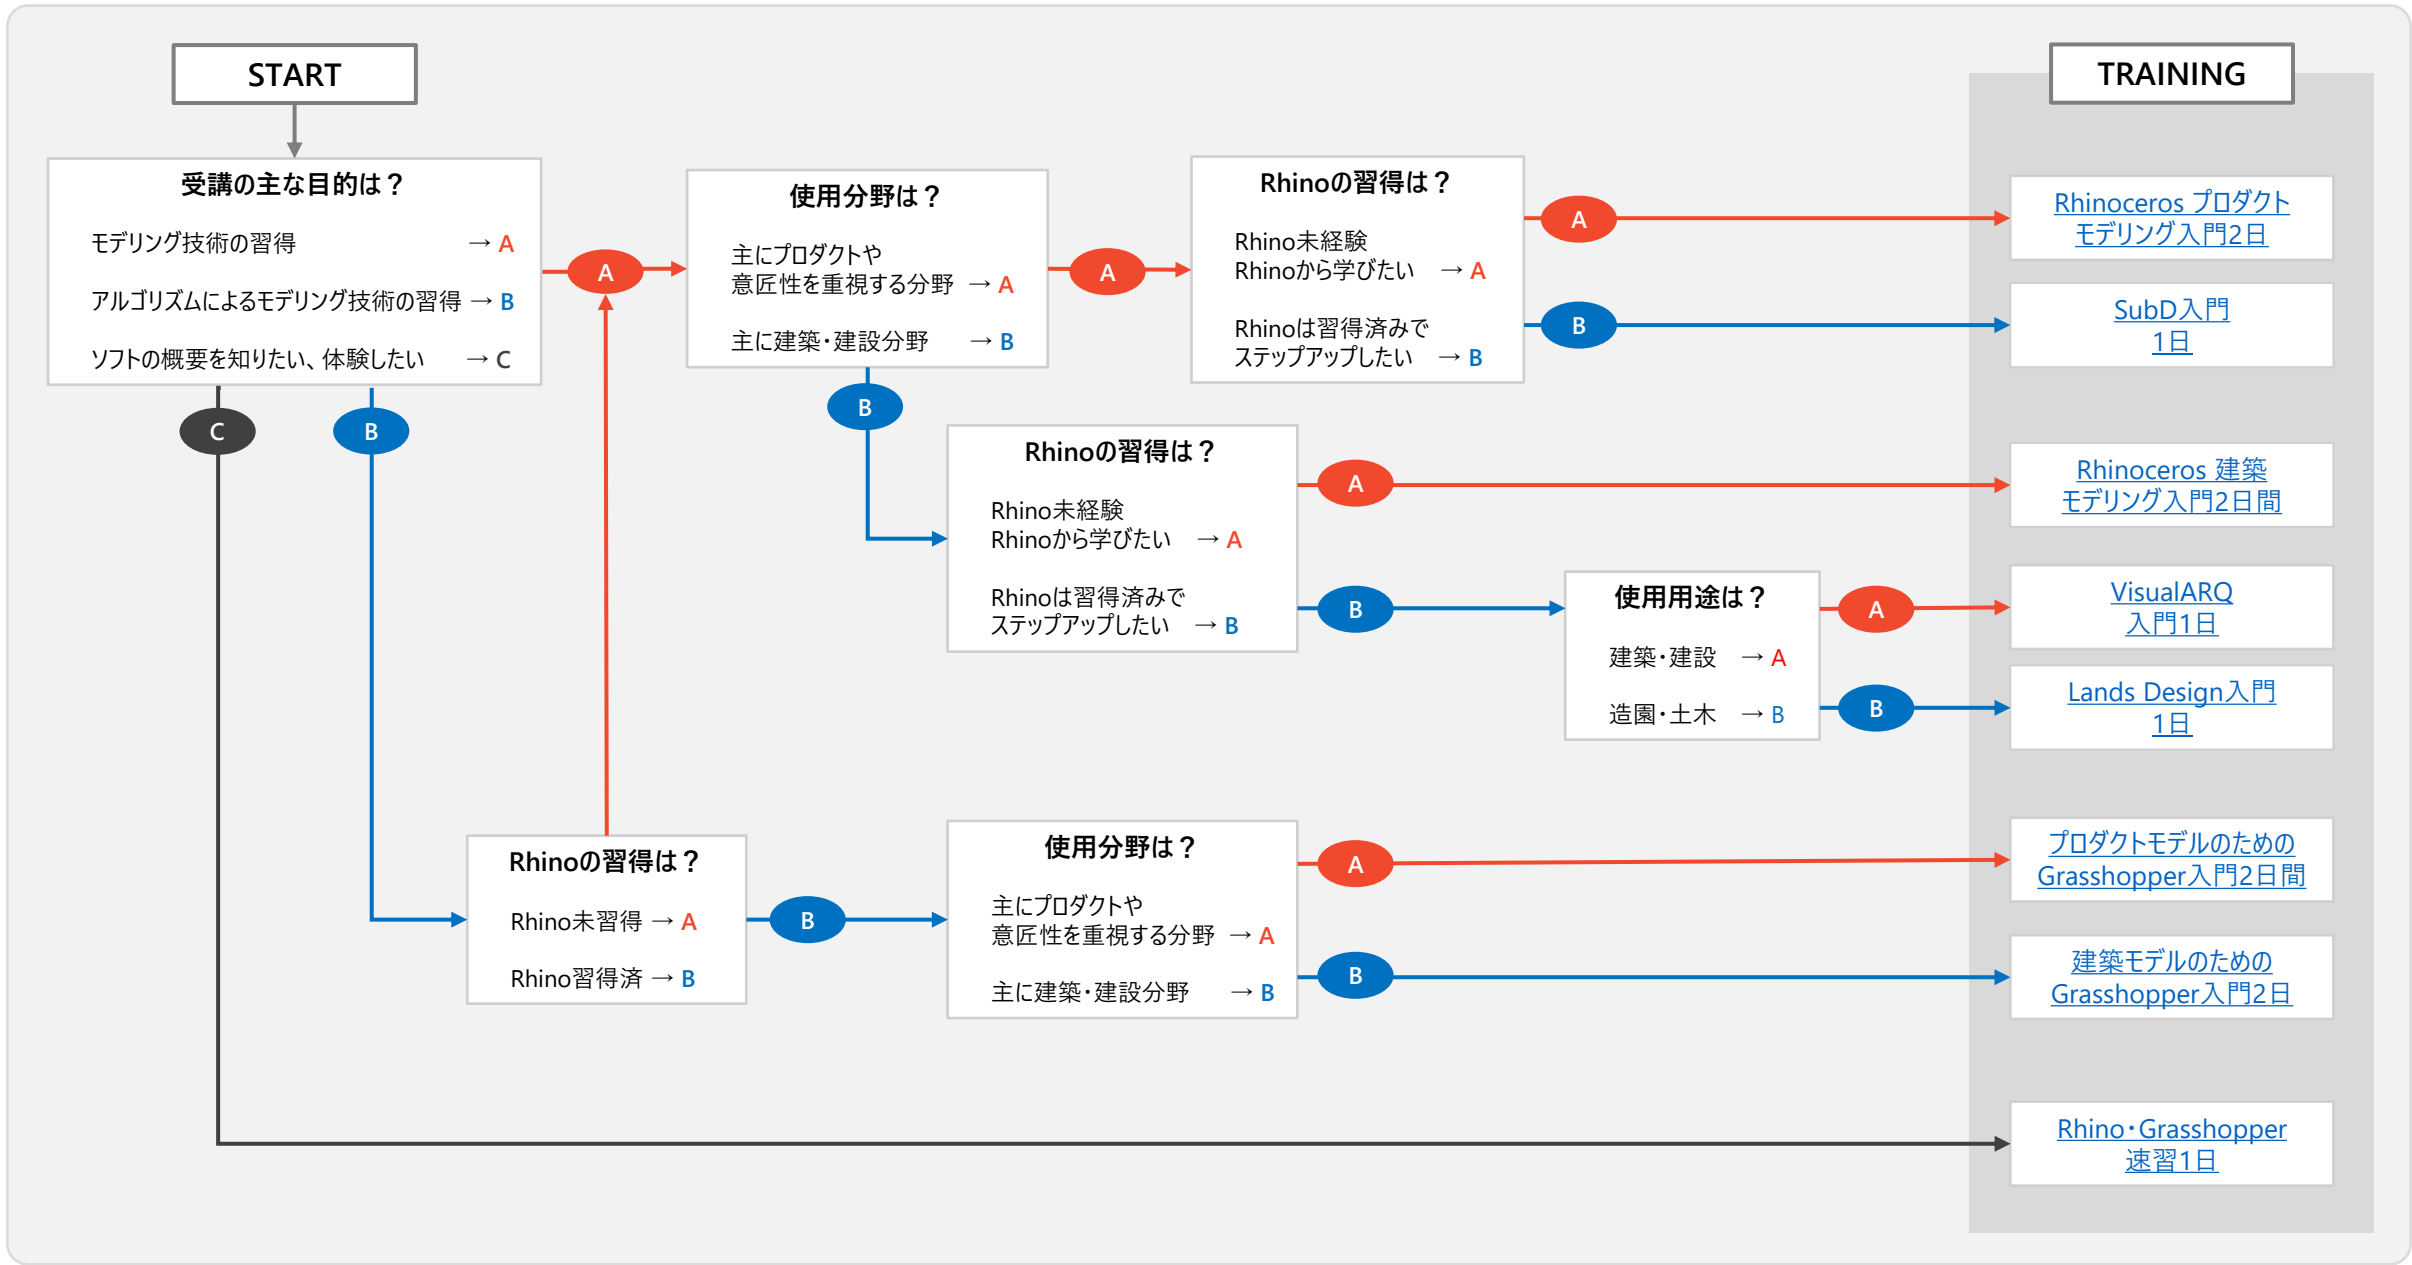 START
TRAINING
受講の主な目的は？
モデリング技術の習得 → A
アルゴリズムによるモデリング技術の習得 → B
ソフトの概要を知りたい、体験したい → C
A
使用分野は？
主にプロダクトや
意匠性を重視する分野 → A
主に建築・建設分野 → B
A
Rhinoの習得は？
Rhino未経験
Rhinoから学びたい → A
Rhinoは習得済みで
ステップアップしたい → B
A
Rhinoceros プロダクト
モデリング入門2日
B
SubD入門
1日
C
B
B
Rhinoの習得は？
Rhino未経験
Rhinoから学びたい → A
Rhinoは習得済みで
ステップアップしたい → B
A
Rhinoceros 建築
モデリング入門2日間
B
使用用途は？
建築・建設 → A
造園・土木 → B
A
VisualARQ
入門1日
B
Lands Design入門
1日
Rhinoの習得は？
Rhino未習得 → A
Rhino習得済 → B
B
使用分野は？
主にプロダクトや
意匠性を重視する分野 → A
主に建築・建設分野 → B
A
プロダクトモデルのための
Grasshopper入門2日間
B
建築モデルのための
Grasshopper入門2日
Rhino・Grasshopper
速習1日